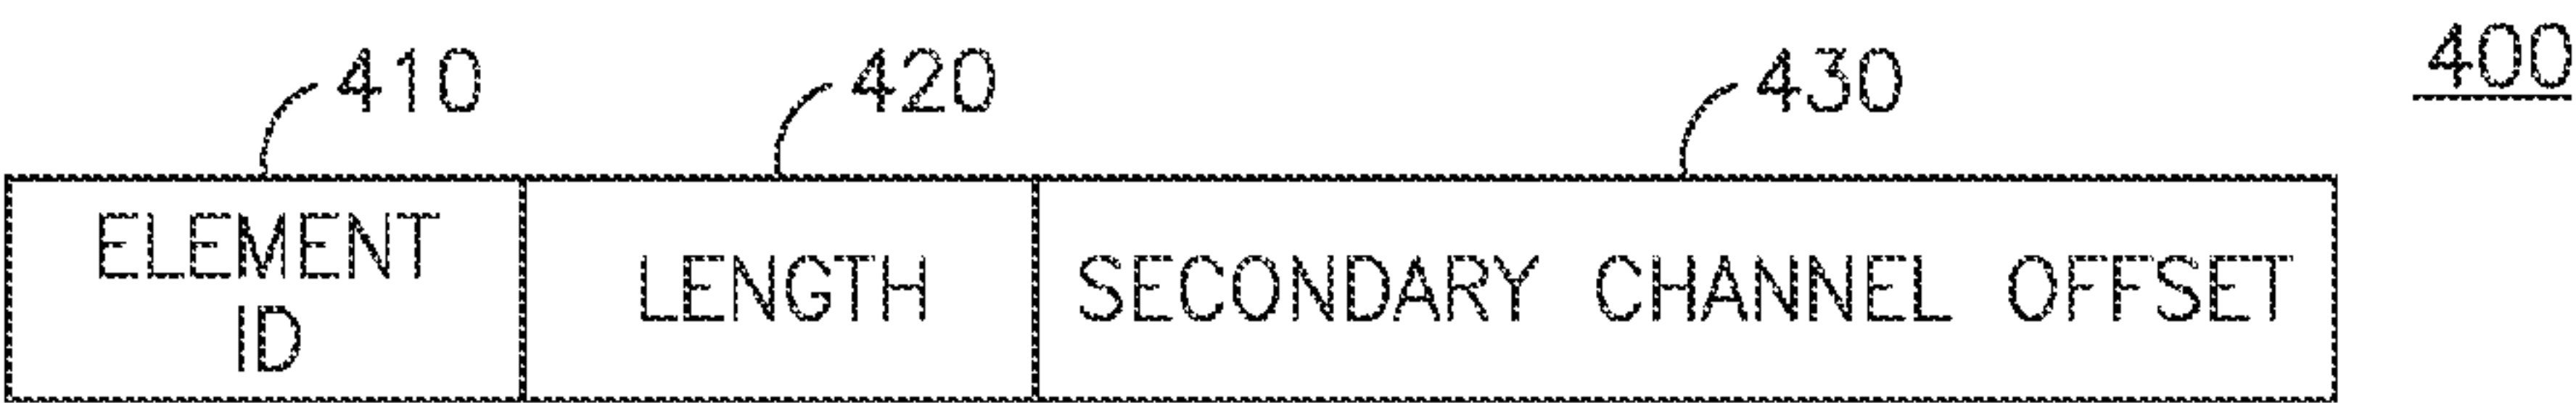 400
410 420 430
ELEMENT
ID
LENGTH
SECONDARY CHANNEL OFFSET